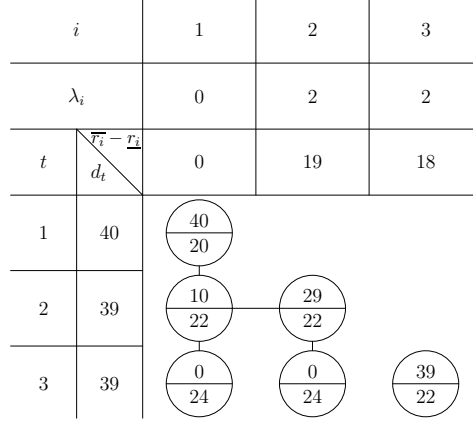 i 1 2 3
λ_i 0 2 2
t \overline{r_i} − \underline{r_i} d_t 0 19 18
1 40 40 20
2 39 10 22 29 22
3 39 0 24 0 24 39 22